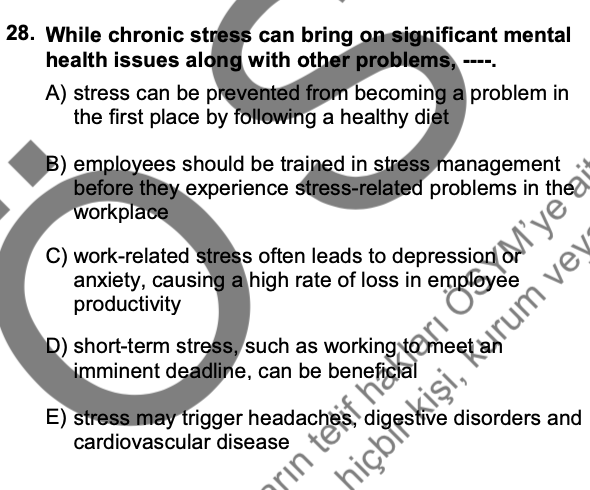 28. While chronic stress can bring on significant mental
health issues along with other problems, ----.
A) stress can be prevented from becoming a problem in
the first place by following a healthy diet
B) employees should be trained in stress management
before they experience stress-related problems in the
workplace
C) work-related stress often leads to depression or
anxiety, causing a high rate of loss in employee
productivity
D) short-term stress, such as working to meet an
imminent deadline, can be beneficial
E) stress may trigger headaches, digestive disorders and
cardiovascular disease
telif hakları ÖSYM'ye ait
hiçbir kişi, kurum